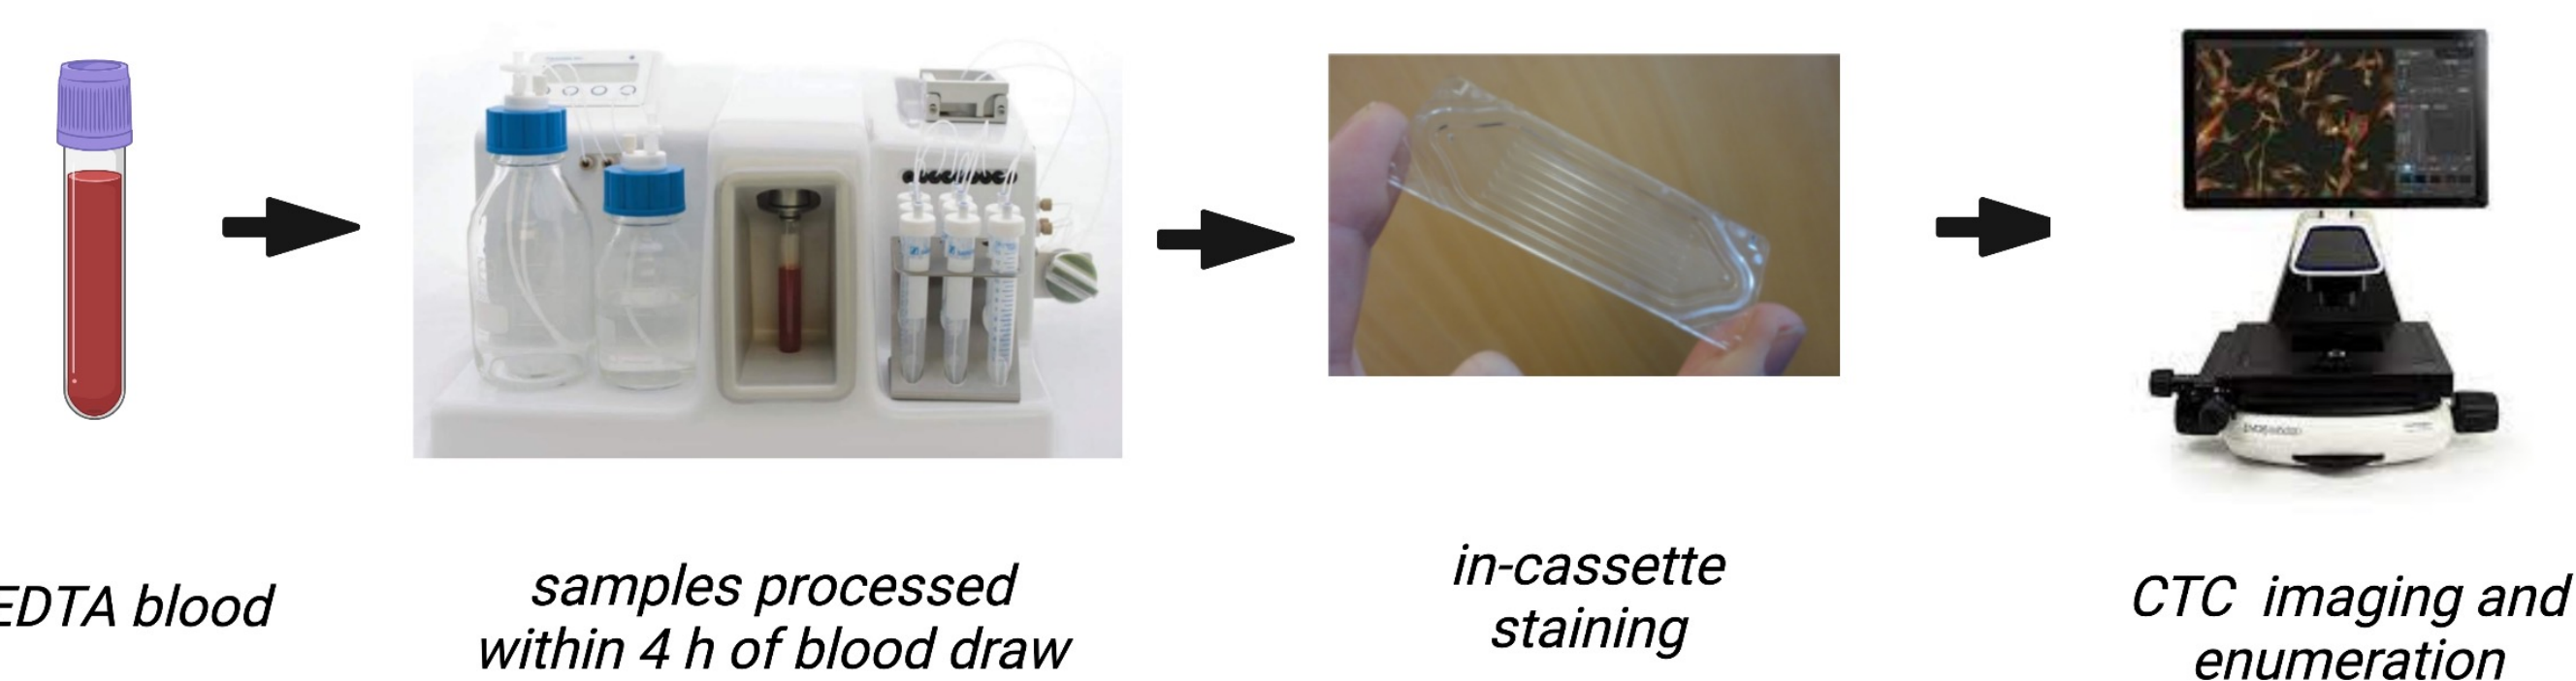 EDTA blood
samples processed
within 4 h of blood draw
in-cassette
staining
CTC imaging and
enumeration